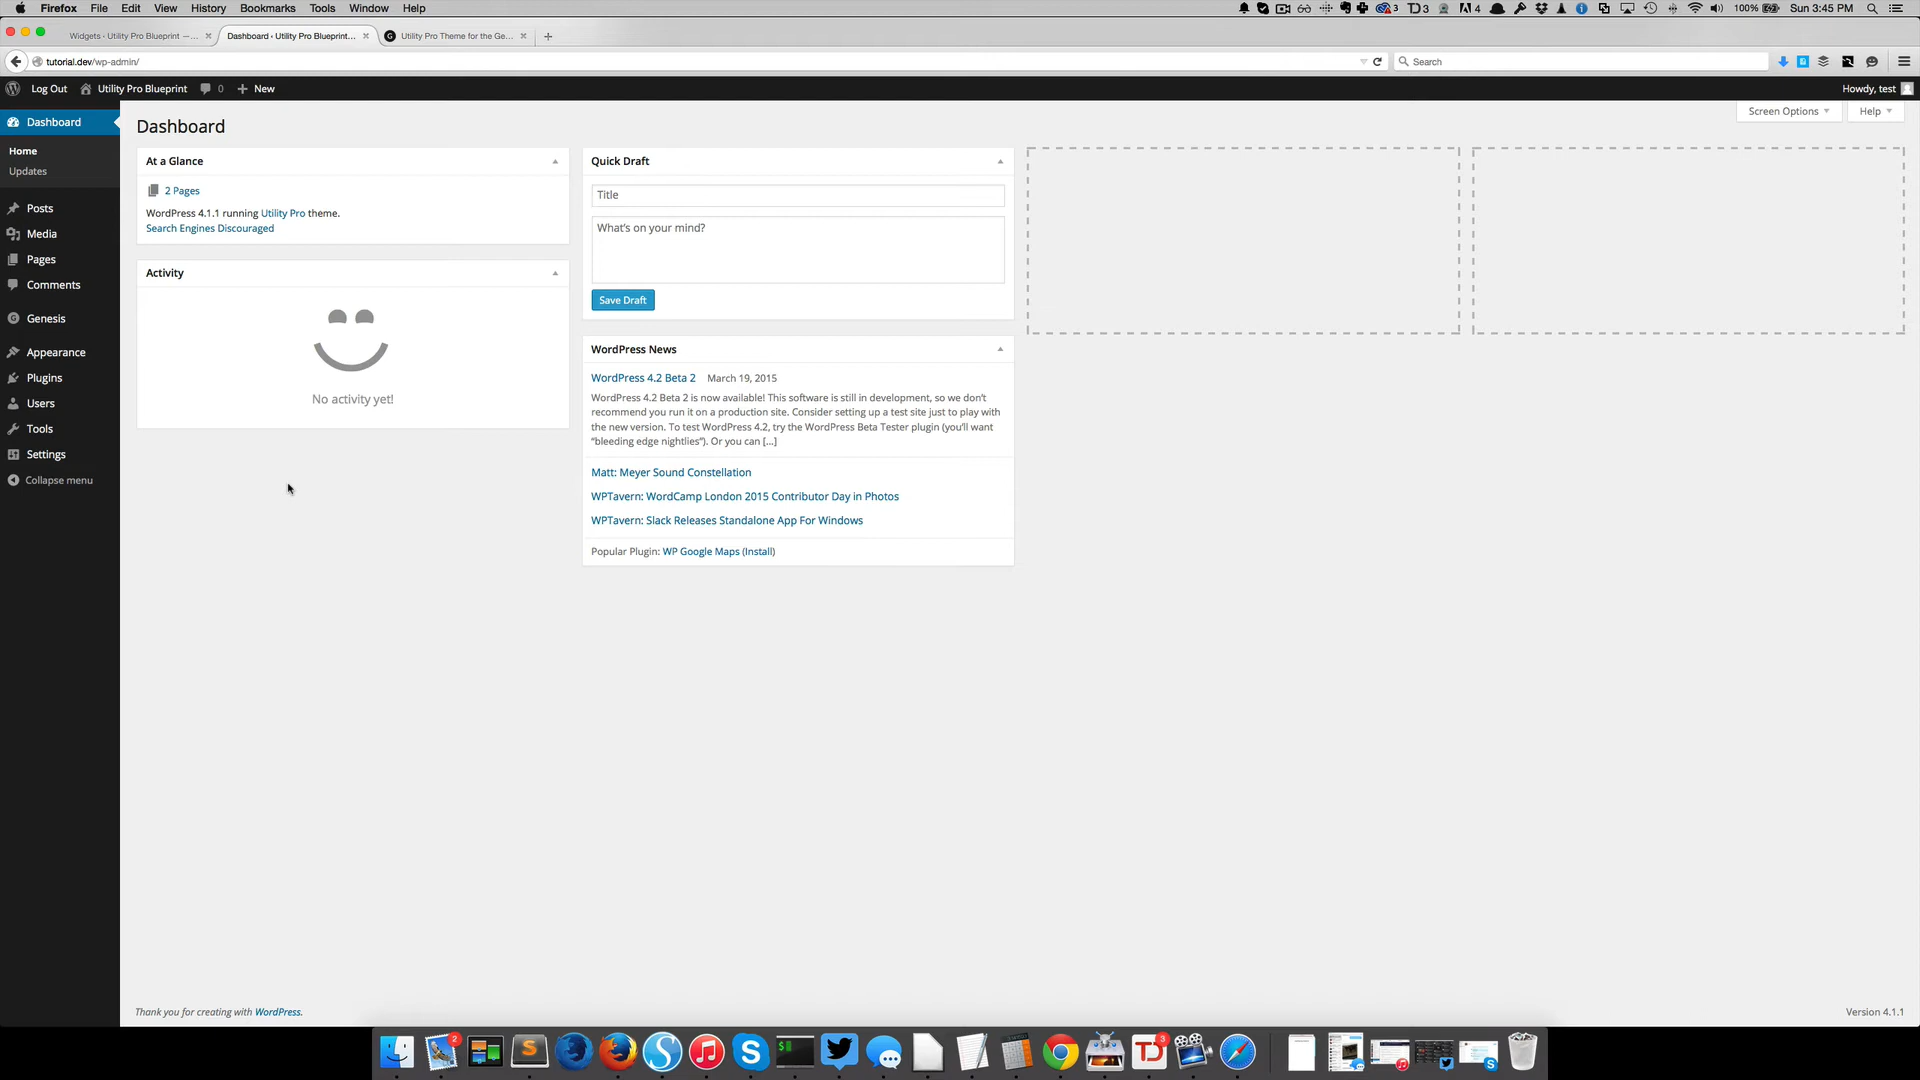 Firefox File Edit View History Bookmarks Tools Window Help
3 3 4 100% Sun 3:45 PM
Widgets ‹ Utility Pro Blueprint —...
Dashboard ‹ Utility Pro Blueprint...
Utility Pro Theme for the Ge...
tutorial.dev/wp-admin/
Search
Log Out Utility Pro Blueprint 0 + New
Howdy, test
Screen Options
Help
Dashboard
Home
Updates
Posts
Media
Pages
Comments
Genesis
Appearance
Plugins
Users
Tools
Settings
Collapse menu
Dashboard
At a Glance
2 Pages
WordPress 4.1.1 running Utility Pro theme.
Search Engines Discouraged
Activity
No activity yet!
Quick Draft
Title
What's on your mind?
Save Draft
WordPress News
WordPress 4.2 Beta 2 March 19, 2015
WordPress 4.2 Beta 2 is now available! This software is still in development, so we don't
recommend you run it on a production site. Consider setting up a test site just to play with
the new version. To test WordPress 4.2, try the WordPress Beta Tester plugin (you'll want
“bleeding edge nightlies”). Or you can [...]
Matt: Meyer Sound Constellation
WPTavern: WordCamp London 2015 Contributor Day in Photos
WPTavern: Slack Releases Standalone App For Windows
Popular Plugin: WP Google Maps (Install)
Thank you for creating with WordPress.
Version 4.1.1
2
3